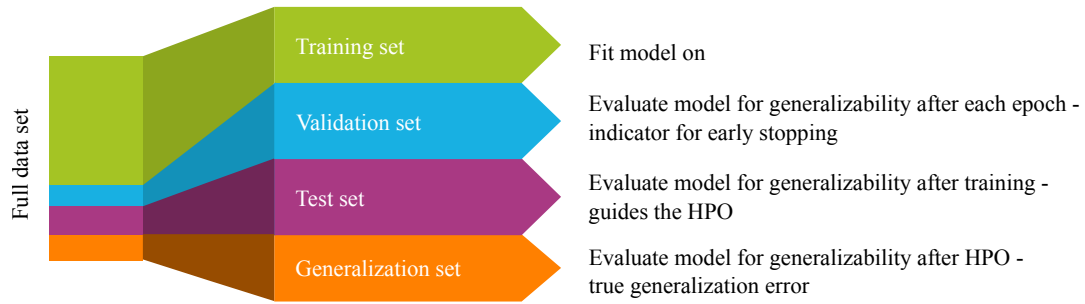 Full data set
Training set
Fit model on
Validation set
Evaluate model for generalizability after each epoch -
indicator for early stopping
Test set
Evaluate model for generalizability after training -
guides the HPO
Generalization set
Evaluate model for generalizability after HPO -
true generalization error